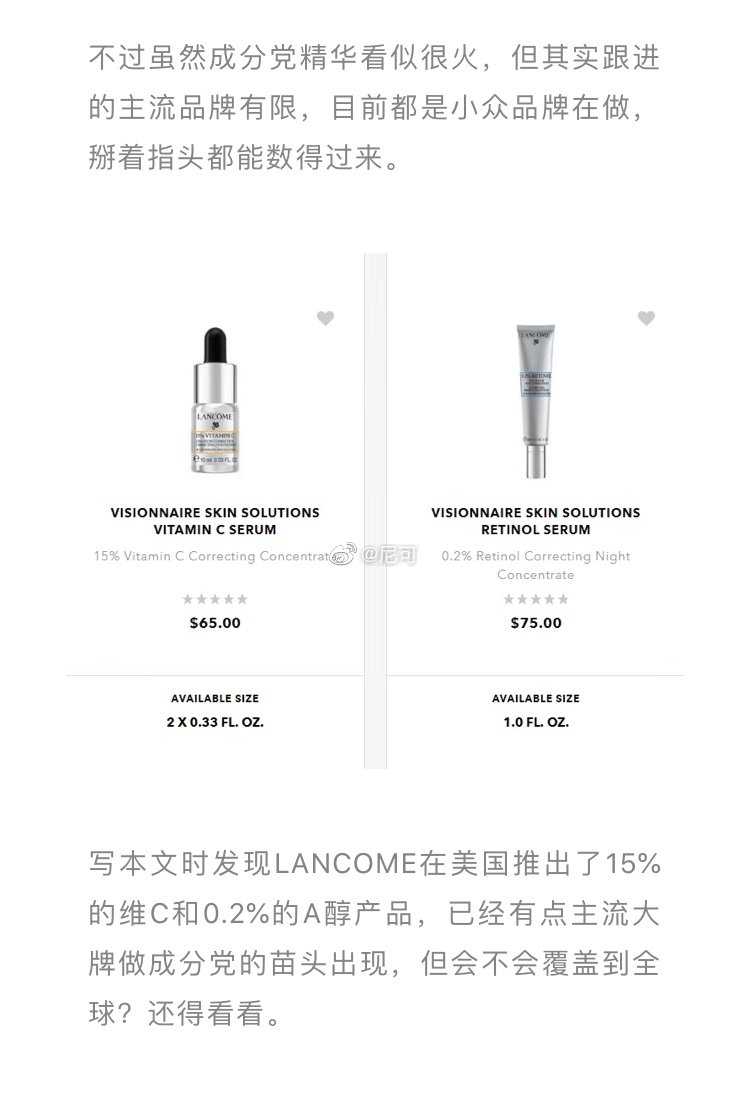 不过虽然成分党精华看似很火，但其实跟进
的主流品牌有限，目前都是小众品牌在做，
掰着指头都能数得过来。
LANCÔME
15% VITAMIN C
LANCÔME
VISIONNAIRE SKIN SOLUTIONS
VITAMIN C SERUM
15% Vitamin C Correcting Concentrate
$65.00
AVAILABLE SIZE
2 X 0.33 FL. OZ.
@尼可
VISIONNAIRE SKIN SOLUTIONS
RETINOL SERUM
0.2% Retinol Correcting Night
Concentrate
$75.00
AVAILABLE SIZE
1.0 FL. OZ.
写本文时发现LANCOME在美国推出了15%
的维C和0.2%的A醇产品，已经有点主流大
牌做成分党的苗头出现，但会不会覆盖到全
球？还得看看。